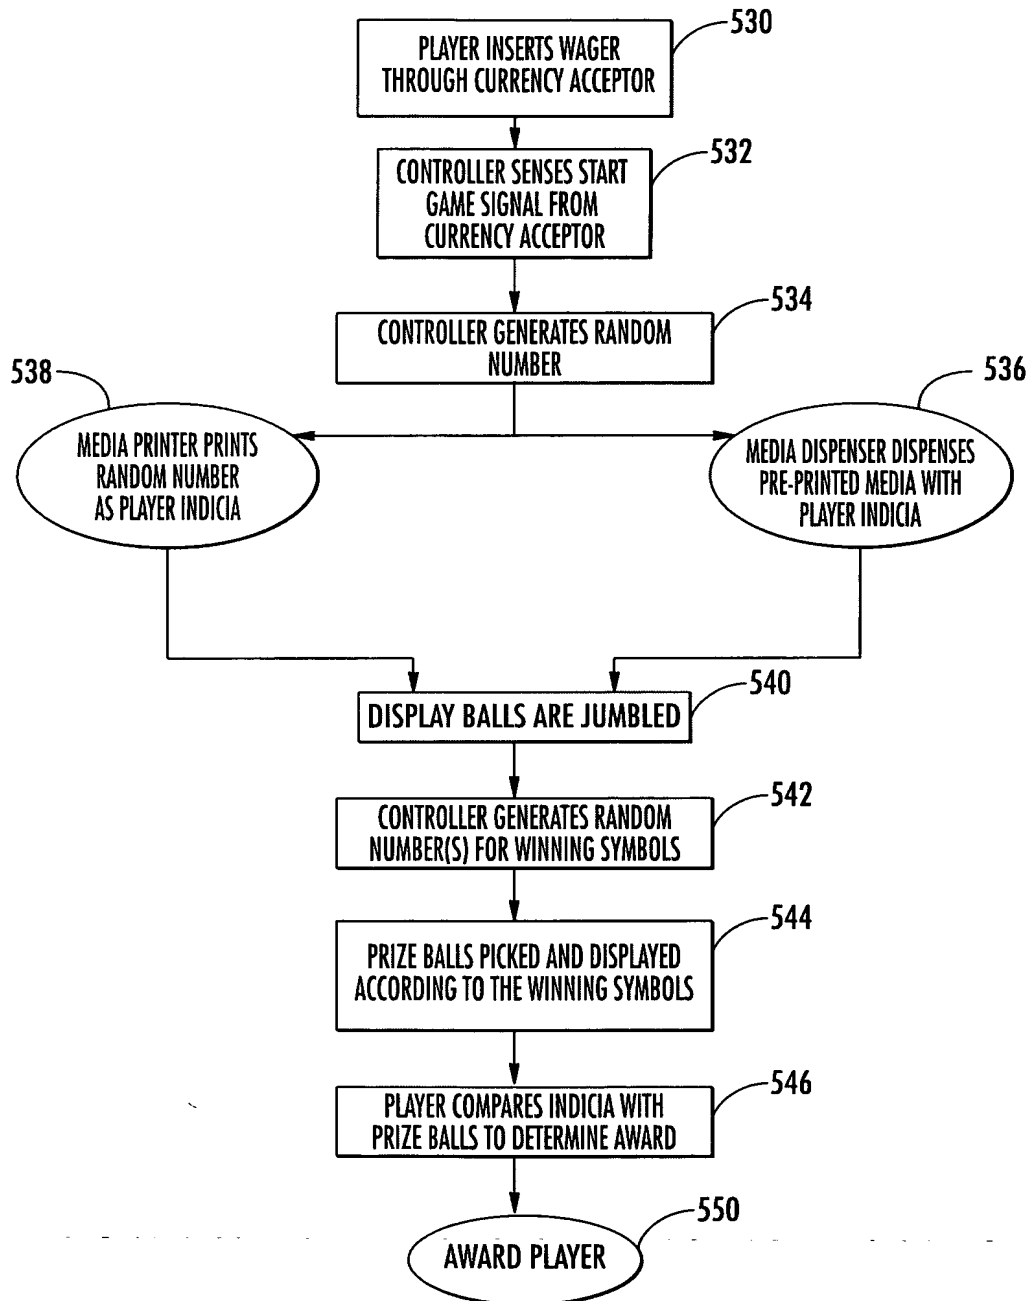 530
PLAYER INSERTS WAGER
THROUGH CURRENCY ACCEPTOR
532
CONTROLLER SENSES START
GAME SIGNAL FROM
CURRENCY ACCEPTOR
534
CONTROLLER GENERATES RANDOM
NUMBER
538
MEDIA PRINTER PRINTS
RANDOM NUMBER
AS PLAYER INDICIA
536
MEDIA DISPENSER DISPENSES
PRE-PRINTED MEDIA WITH
PLAYER INDICIA
540
DISPLAY BALLS ARE JUMBLED
542
CONTROLLER GENERATES RANDOM
NUMBER(S) FOR WINNING SYMBOLS
544
PRIZE BALLS PICKED AND DISPLAYED
ACCORDING TO THE WINNING SYMBOLS
546
PLAYER COMPARES INDICIA WITH
PRIZE BALLS TO DETERMINE AWARD
550
AWARD PLAYER